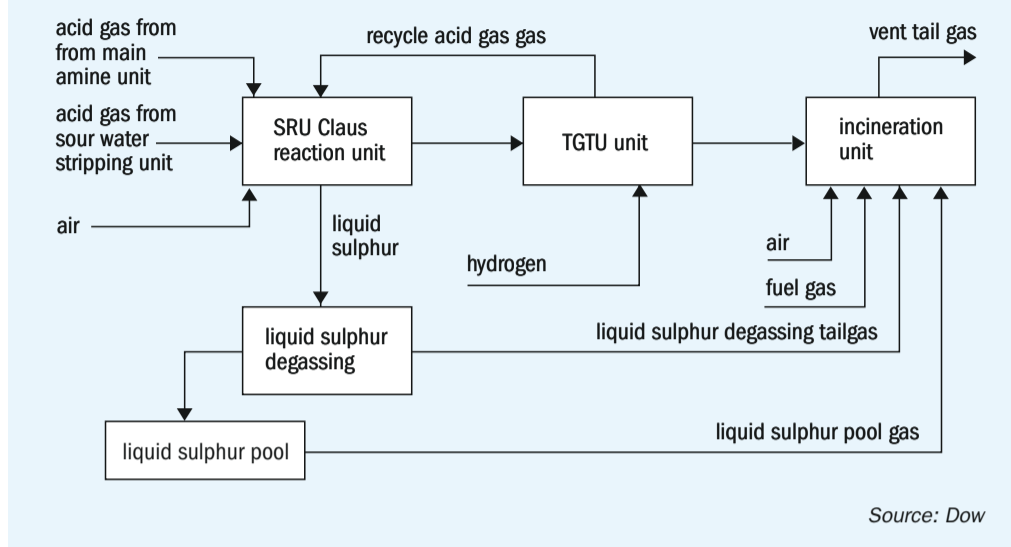 acid gas from
from main
amine unit
recycle acid gas gas
vent tail gas
acid gas from
sour water
stripping unit
SRU Claus
reaction unit
TGTU unit
incineration
unit
air
liquid
sulphur
hydrogen
air
fuel gas
liquid sulphur
degassing
liquid sulphur degassing tailgas
liquid sulphur pool
liquid sulphur pool gas
Source: Dow